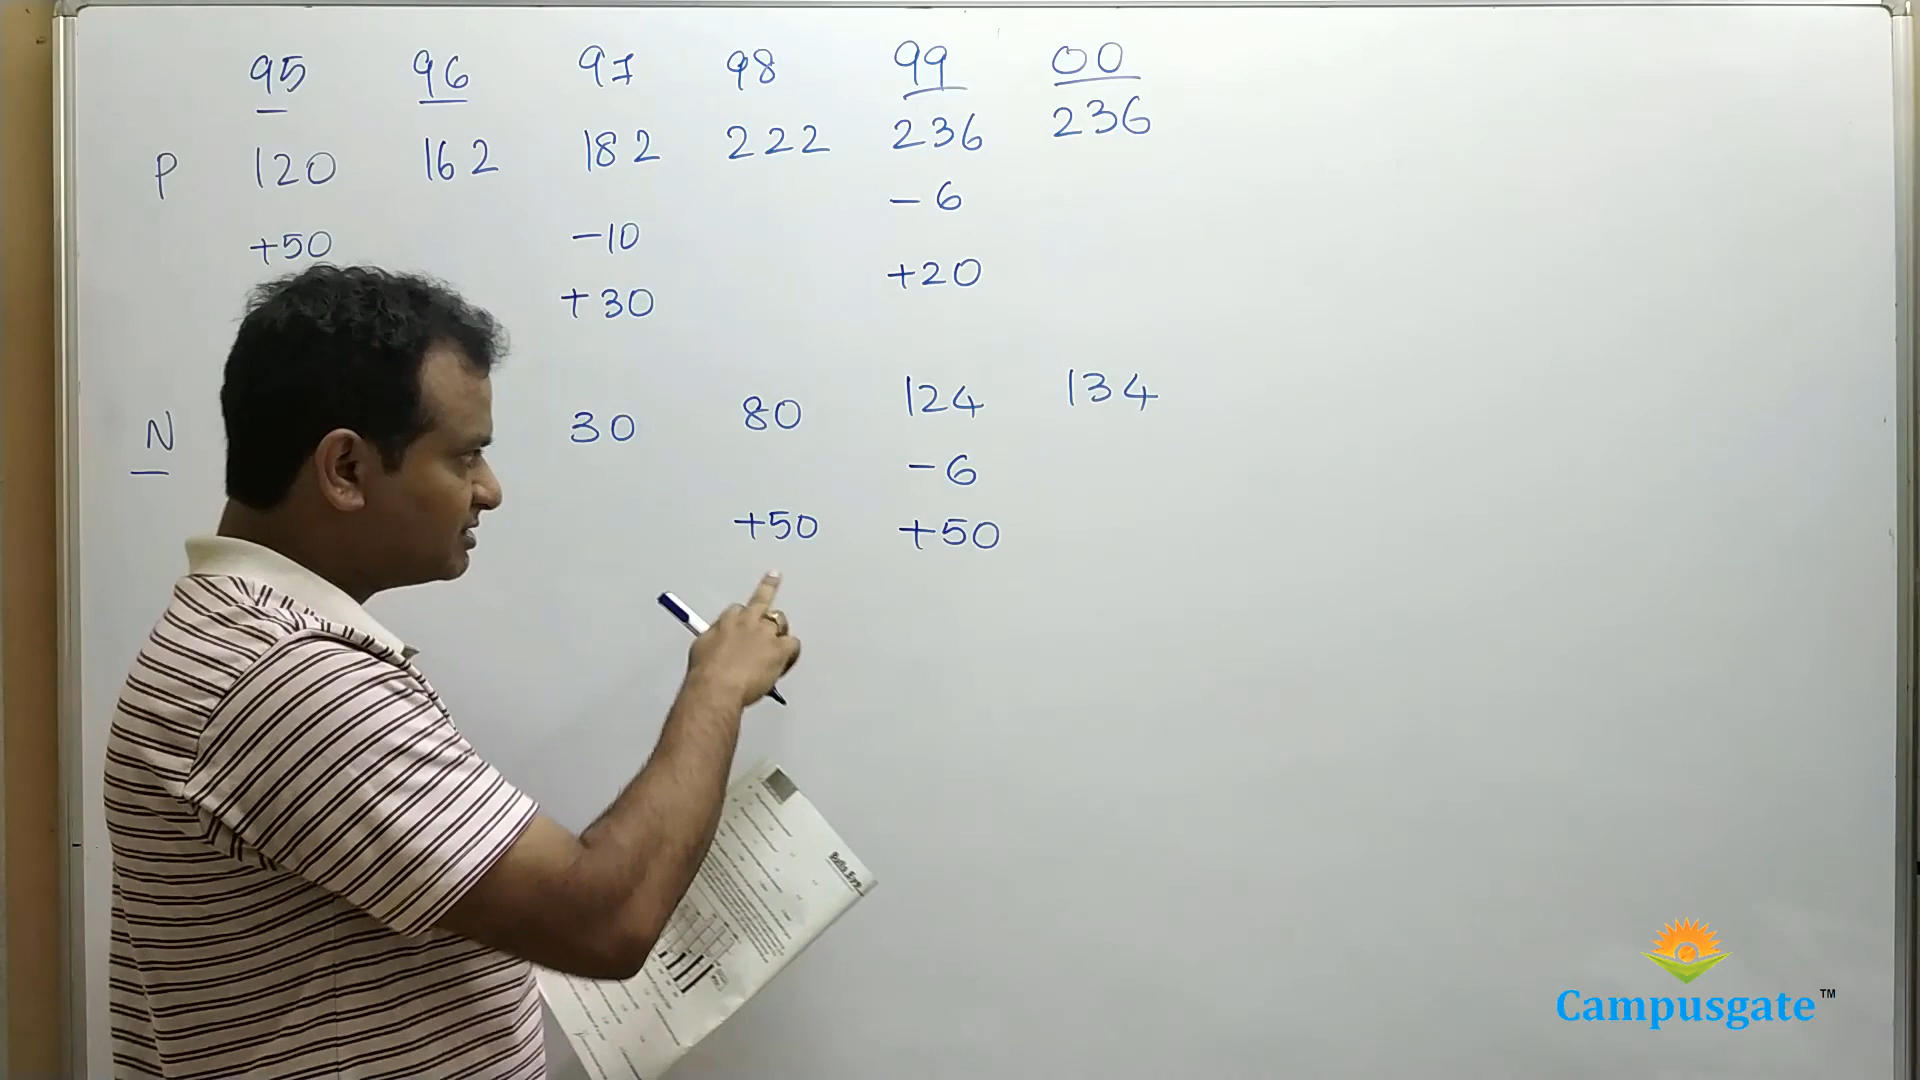 95 96 97 98 99 00
P 120 162 182 222 236 236
+50 -10 -6
+30 +20
N 30 80 124 134
-6
+50 +50
Campusgate™